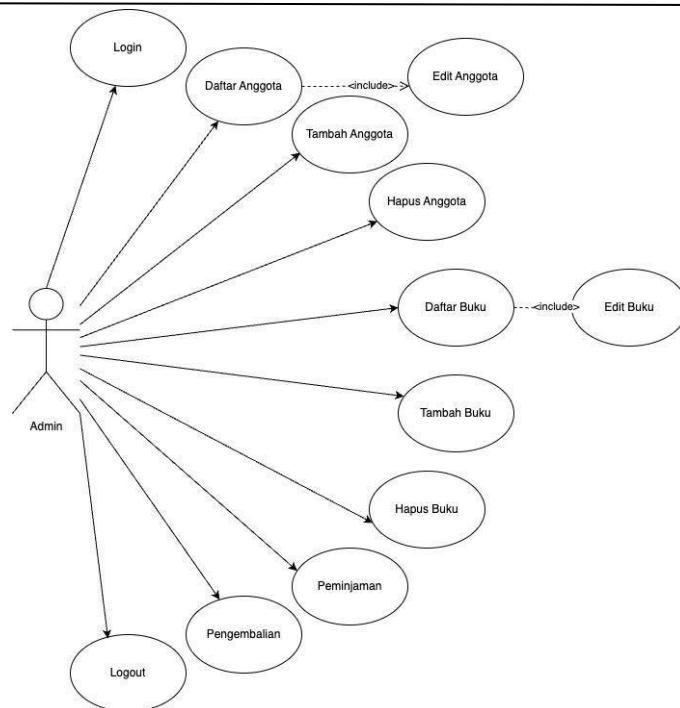 Login
Daftar Anggota
<include>
Edit Anggota
Tambah Anggota
Hapus Anggota
Daftar Buku
<include>
Edit Buku
Tambah Buku
Admin
Hapus Buku
Peminjaman
Pengembalian
Logout